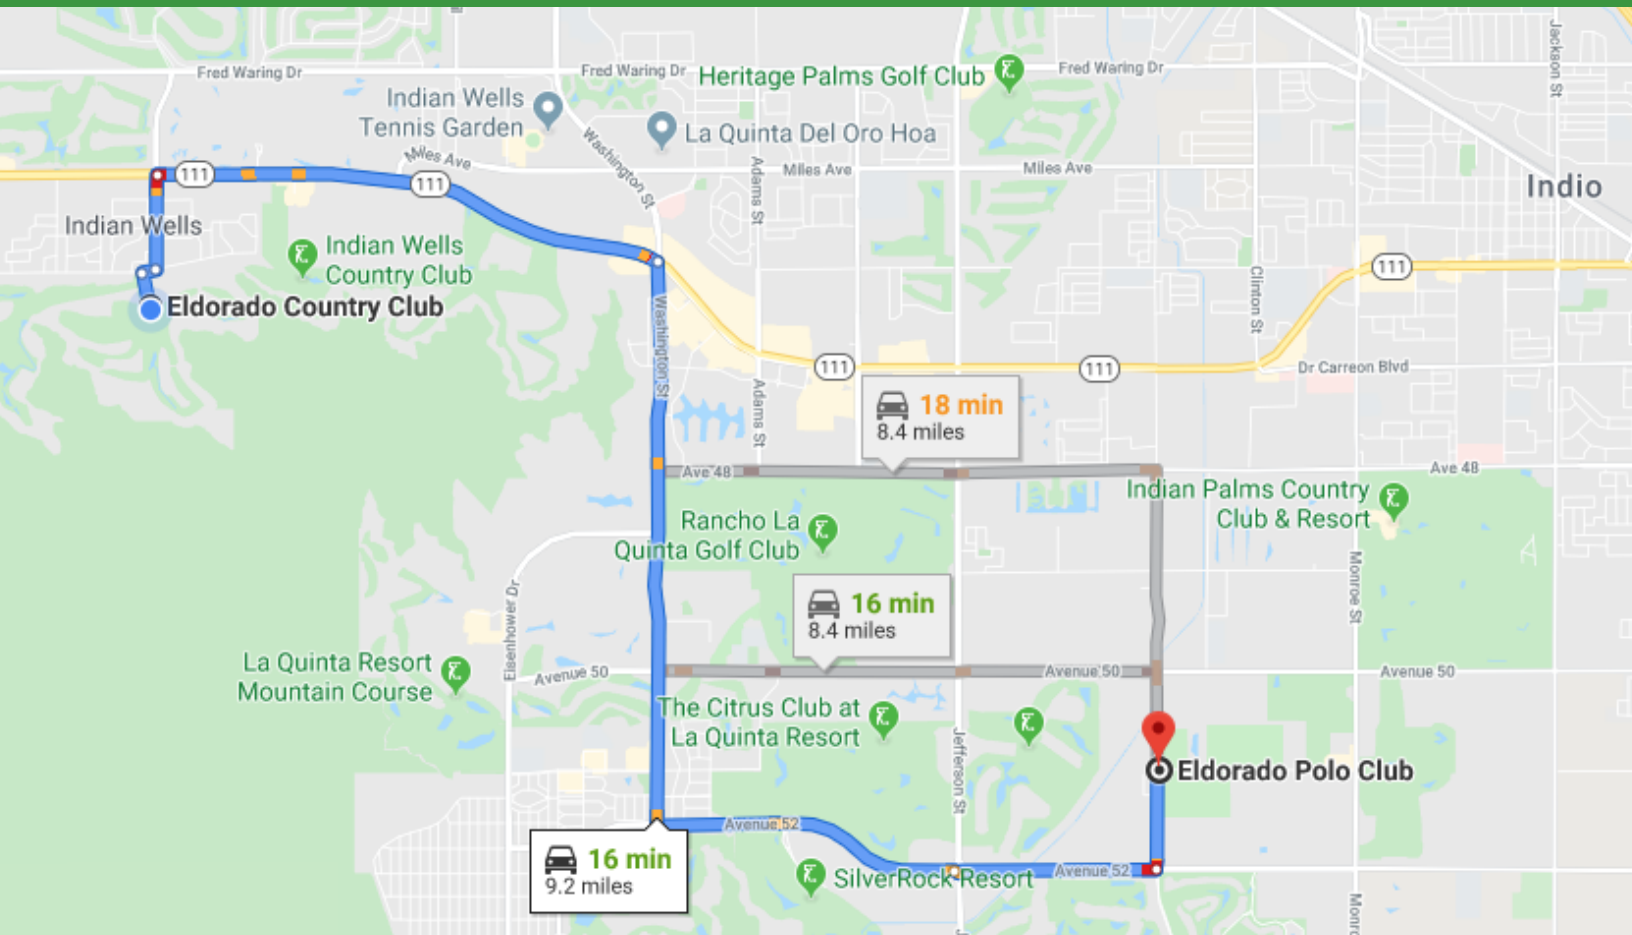 Fred Waring Dr
Fred Waring Dr
Heritage Palms Golf Club
Fred Waring Dr
Jackson St
Indian Wells
Tennis Garden
La Quinta Del Oro Hoa
Washington St
Miles Ave
Adams St
Miles Ave
Miles Ave
111
111
Indio
Indian Wells
Indian Wells
Country Club
Eldorado Country Club
111
Clinton St
Washington St
111
111
Dr Carreon Blvd
Adams St
18 min
8.4 miles
Ave 48
Ave 48
Indian Palms Country
Club & Resort
Rancho La
Quinta Golf Club
Monroe St
Eisenhower Dr
16 min
8.4 miles
La Quinta Resort
Mountain Course
Avenue 50
Avenue 50
Avenue 50
The Citrus Club at
La Quinta Resort
Jefferson St
Eldorado Polo Club
Avenue 52
16 min
9.2 miles
SilverRock Resort
Avenue 52